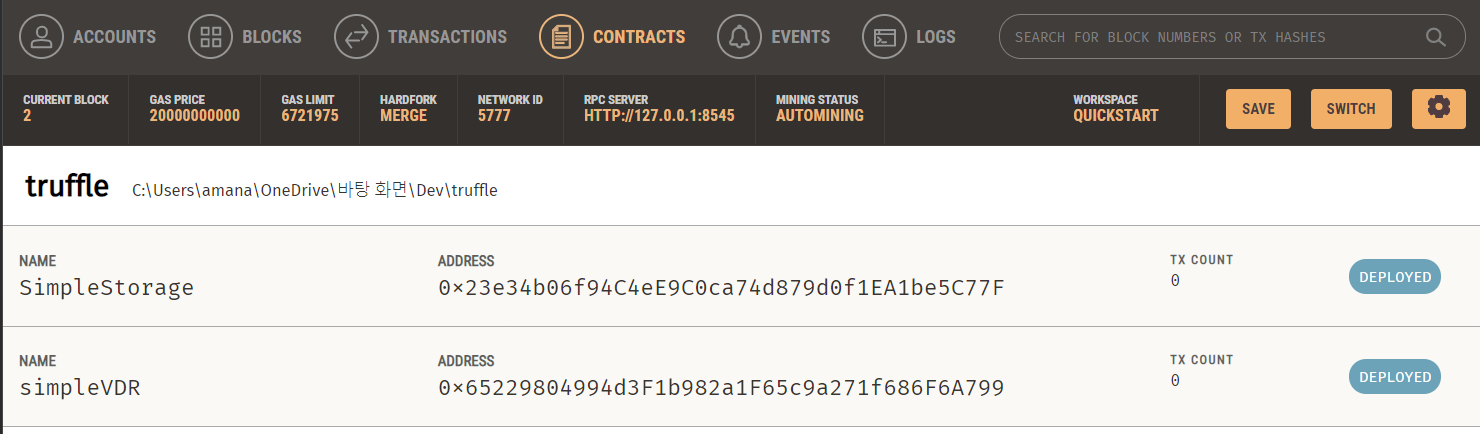 ACCOUNTS BLOCKS TRANSACTIONS CONTRACTS EVENTS LOGS SEARCH FOR BLOCK NUMBERS OR TX HASHES
CURRENT BLOCK GAS PRICE GAS LIMIT HARDFORK NETWORK ID RPC SERVER MINING STATUS WORKSPACE
2 20000000000 6721975 MERGE 5777 HTTP://127.0.0.1:8545 AUTOMINING QUICKSTART SAVE SWITCH
truffle C:\Users\amana\OneDrive\바탕 화면\Dev\truffle
NAME ADDRESS TX COUNT
SimpleStorage 0×23e34b06f94C4eE9C0ca74d879d0f1EA1be5C77F 0 DEPLOYED
NAME ADDRESS TX COUNT
simpleVDR 0×65229804994d3F1b982a1F65c9a271f686F6A799 0 DEPLOYED